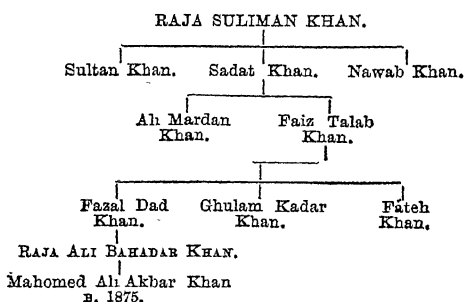 RAJA SULIMAN KHAN.
Sultan Khan. Sadat Khan. Nawab Khan.
Ali Mardan Khan. Faiz Talab Khan.
Fazal Dad Khan. Ghulam Kadar Khan. Fateh Khan.
RAJA ALI BAHADAR KHAN.
Mahomed Ali Akbar Khan
B. 1875.